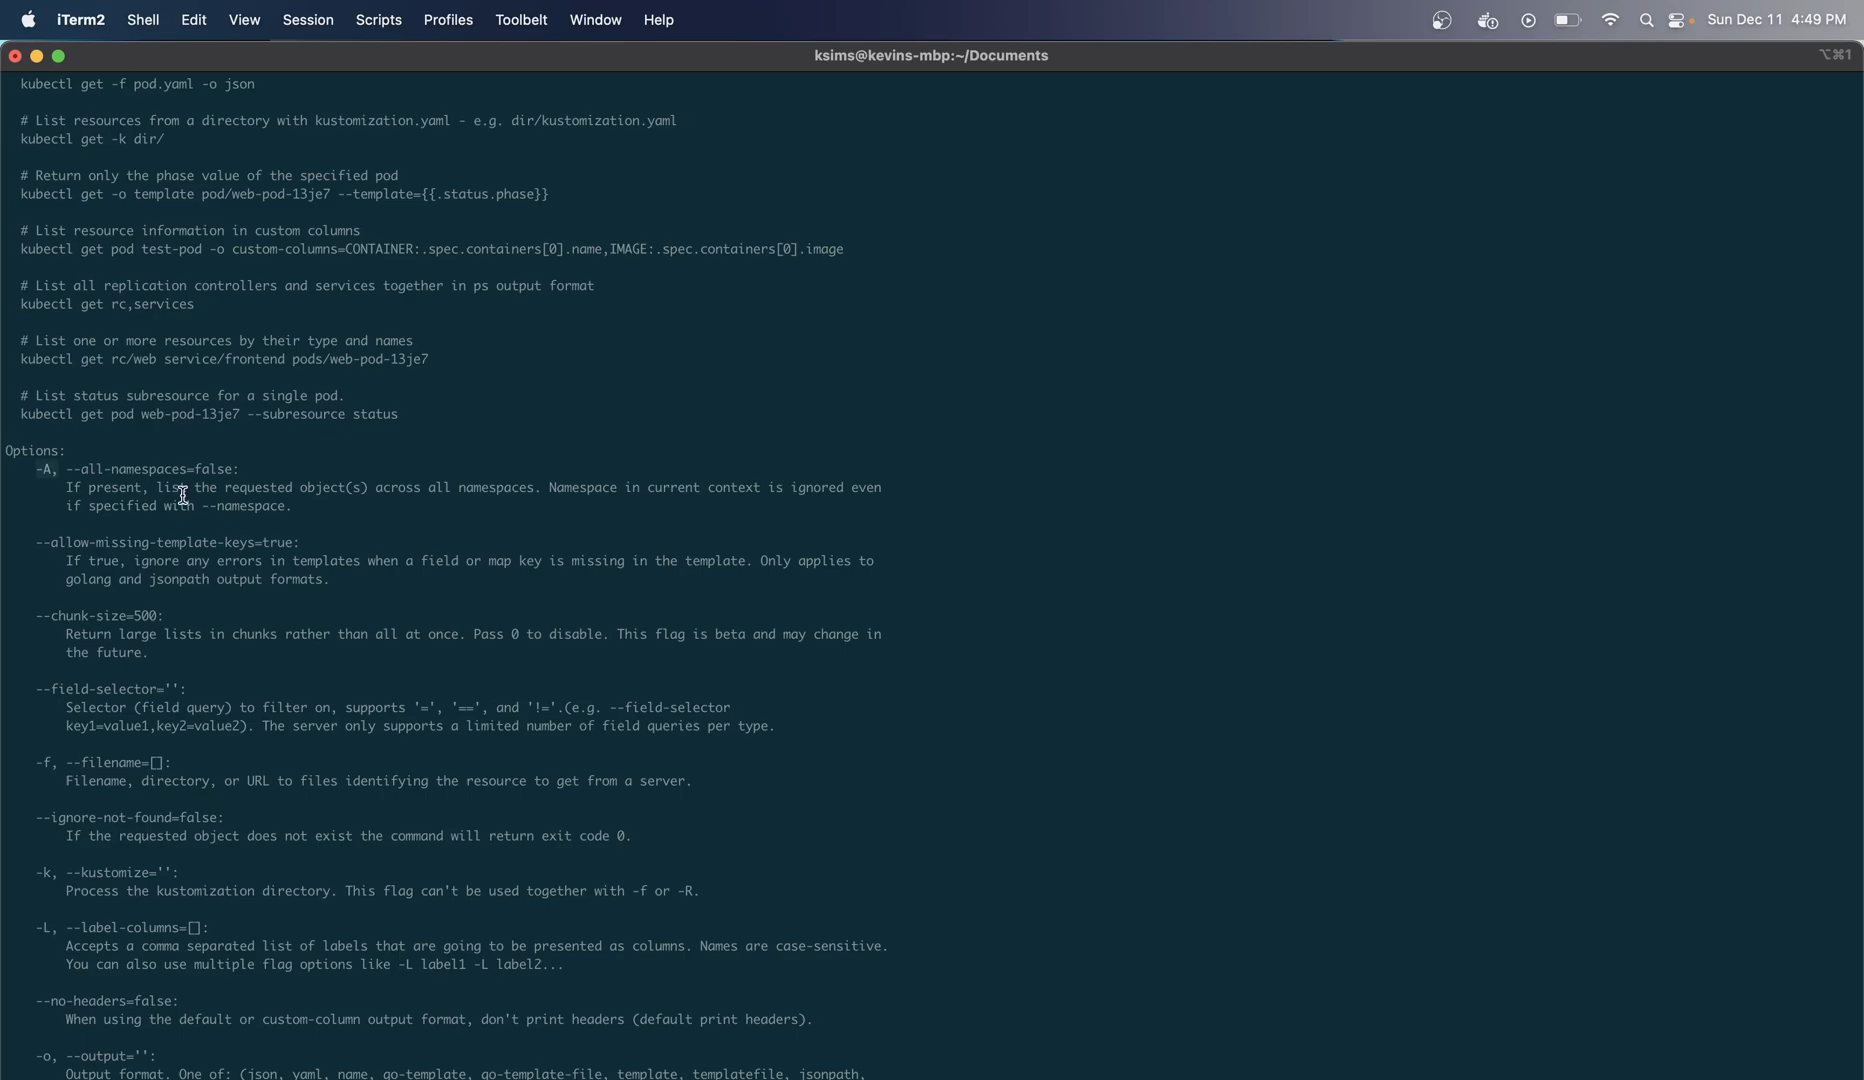 iTerm2 Shell Edit View Session Scripts Profiles Toolbelt Window Help Sun Dec 11 4:49 PM
ksims@kevins-mbp:~/Documents ⌥⌘1
kubectl get -f pod.yaml -o json
# List resources from a directory with kustomization.yaml - e.g. dir/kustomization.yaml
kubectl get -k dir/
# Return only the phase value of the specified pod
kubectl get -o template pod/web-pod-13je7 --template={{.status.phase}}
# List resource information in custom columns
kubectl get pod test-pod -o custom-columns=CONTAINER:.spec.containers[0].name,IMAGE:.spec.containers[0].image
# List all replication controllers and services together in ps output format
kubectl get rc,services
# List one or more resources by their type and names
kubectl get rc/web service/frontend pods/web-pod-13je7
# List status subresource for a single pod.
kubectl get pod web-pod-13je7 --subresource status
Options:
-A, --all-namespaces=false:
If present, list the requested object(s) across all namespaces. Namespace in current context is ignored even
if specified with --namespace.
--allow-missing-template-keys=true:
If true, ignore any errors in templates when a field or map key is missing in the template. Only applies to
golang and jsonpath output formats.
--chunk-size=500:
Return large lists in chunks rather than all at once. Pass 0 to disable. This flag is beta and may change in
the future.
--field-selector='':
Selector (field query) to filter on, supports '=', '==', and '!='.(e.g. --field-selector
key1=value1,key2=value2). The server only supports a limited number of field queries per type.
-f, --filename=[]:
Filename, directory, or URL to files identifying the resource to get from a server.
--ignore-not-found=false:
If the requested object does not exist the command will return exit code 0.
-k, --kustomize='':
Process the kustomization directory. This flag can't be used together with -f or -R.
-L, --label-columns=[]:
Accepts a comma separated list of labels that are going to be presented as columns. Names are case-sensitive.
You can also use multiple flag options like -L label1 -L label2...
--no-headers=false:
When using the default or custom-column output format, don't print headers (default print headers).
-o, --output='':
Output format. One of: (json, yaml, name, go-template, go-template-file, template, templatefile, jsonpath,